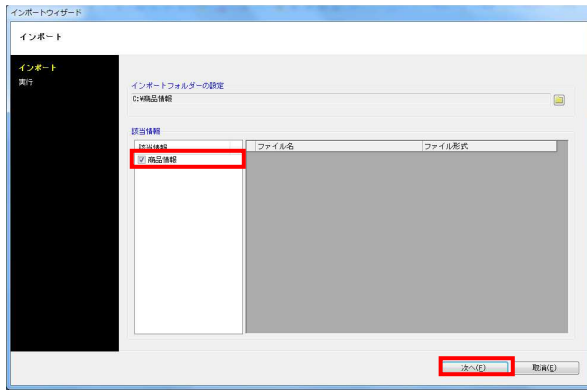 インポートウィザード
インポート
インポート
実行
インポートフォルダーの設定
C:¥商品情報
該当情報
該当情報 ファイル名 ファイル形式
商品情報
次へ(F) 取消(E)